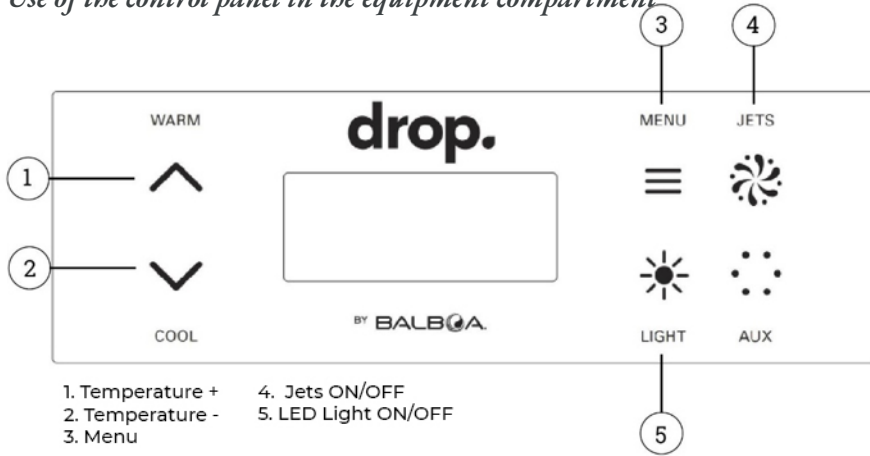 Use of the control panel in the equipment compartment
3 4
WARM drop. MENU JETS
1
2
COOL BY BALBOA. LIGHT AUX
1. Temperature + 4. Jets ON/OFF
2. Temperature - 5. LED Light ON/OFF
3. Menu
5